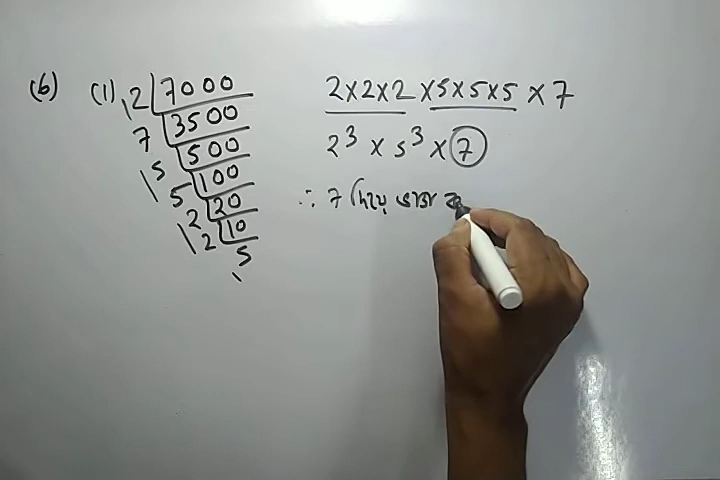 (6) (1) 2 | 7000
7 | 3500
5 | 500
5 | 100
2 | 20
2 | 10
5
2×2×2 ×5×5×5 × 7
2³ × 5³ × 7
∴ 7 দিয়ে ভাগ